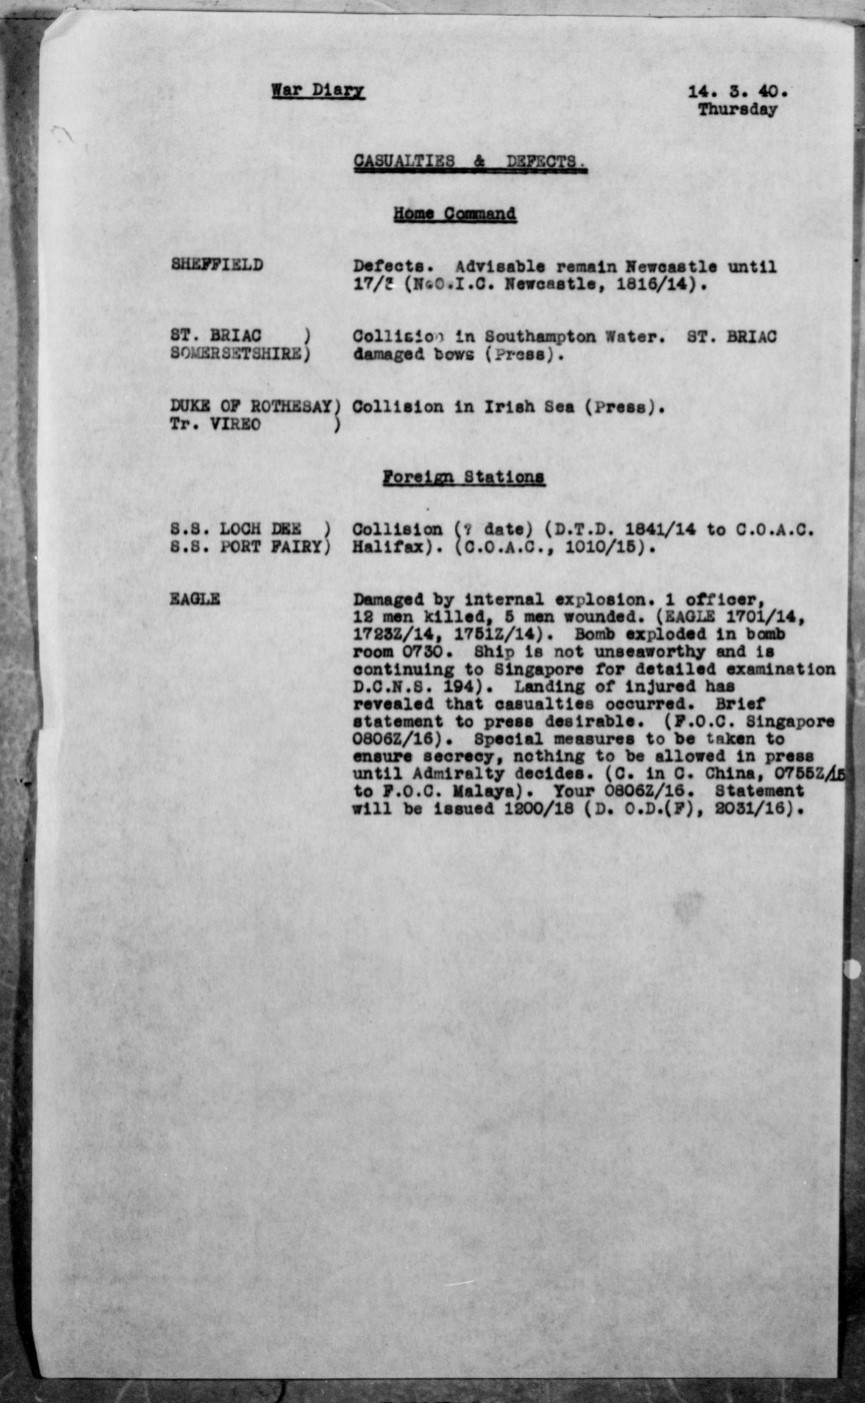 War Diary 14. 3. 40.
Thursday
CASUALTIES & DEFECTS.
Home Command
SHEFFIELD Defects. Advisable remain Newcastle until
17/3 (N.O.I.C. Newcastle, 1816/14).
ST. BRIAC ) Collision in Southampton Water. ST. BRIAC
SOMERSETSHIRE) damaged bows (Press).
DUKE OF ROTHESAY) Collision in Irish Sea (Press).
Tr. VIREO )
Foreign Stations
S.S. LOCH DEE ) Collision (? date) (D.T.D. 1841/14 to C.O.A.C.
S.S. PORT FAIRY) Halifax). (C.O.A.C., 1010/15).
EAGLE Damaged by internal explosion. 1 officer,
12 men killed, 5 men wounded. (EAGLE 1701/14,
1723Z/14, 1751Z/14). Bomb exploded in bomb
room 0730. Ship is not unseaworthy and is
continuing to Singapore for detailed examination
D.C.N.S. 194). Landing of injured has
revealed that casualties occurred. Brief
statement to press desirable. (F.O.C. Singapore
0806Z/16). Special measures to be taken to
ensure secrecy, nothing to be allowed in press
until Admiralty decides. (C. in C. China, 0755Z/15
to F.O.C. Malaya). Your 0806Z/16. Statement
will be issued 1200/18 (D. O.D.(F), 2031/16).